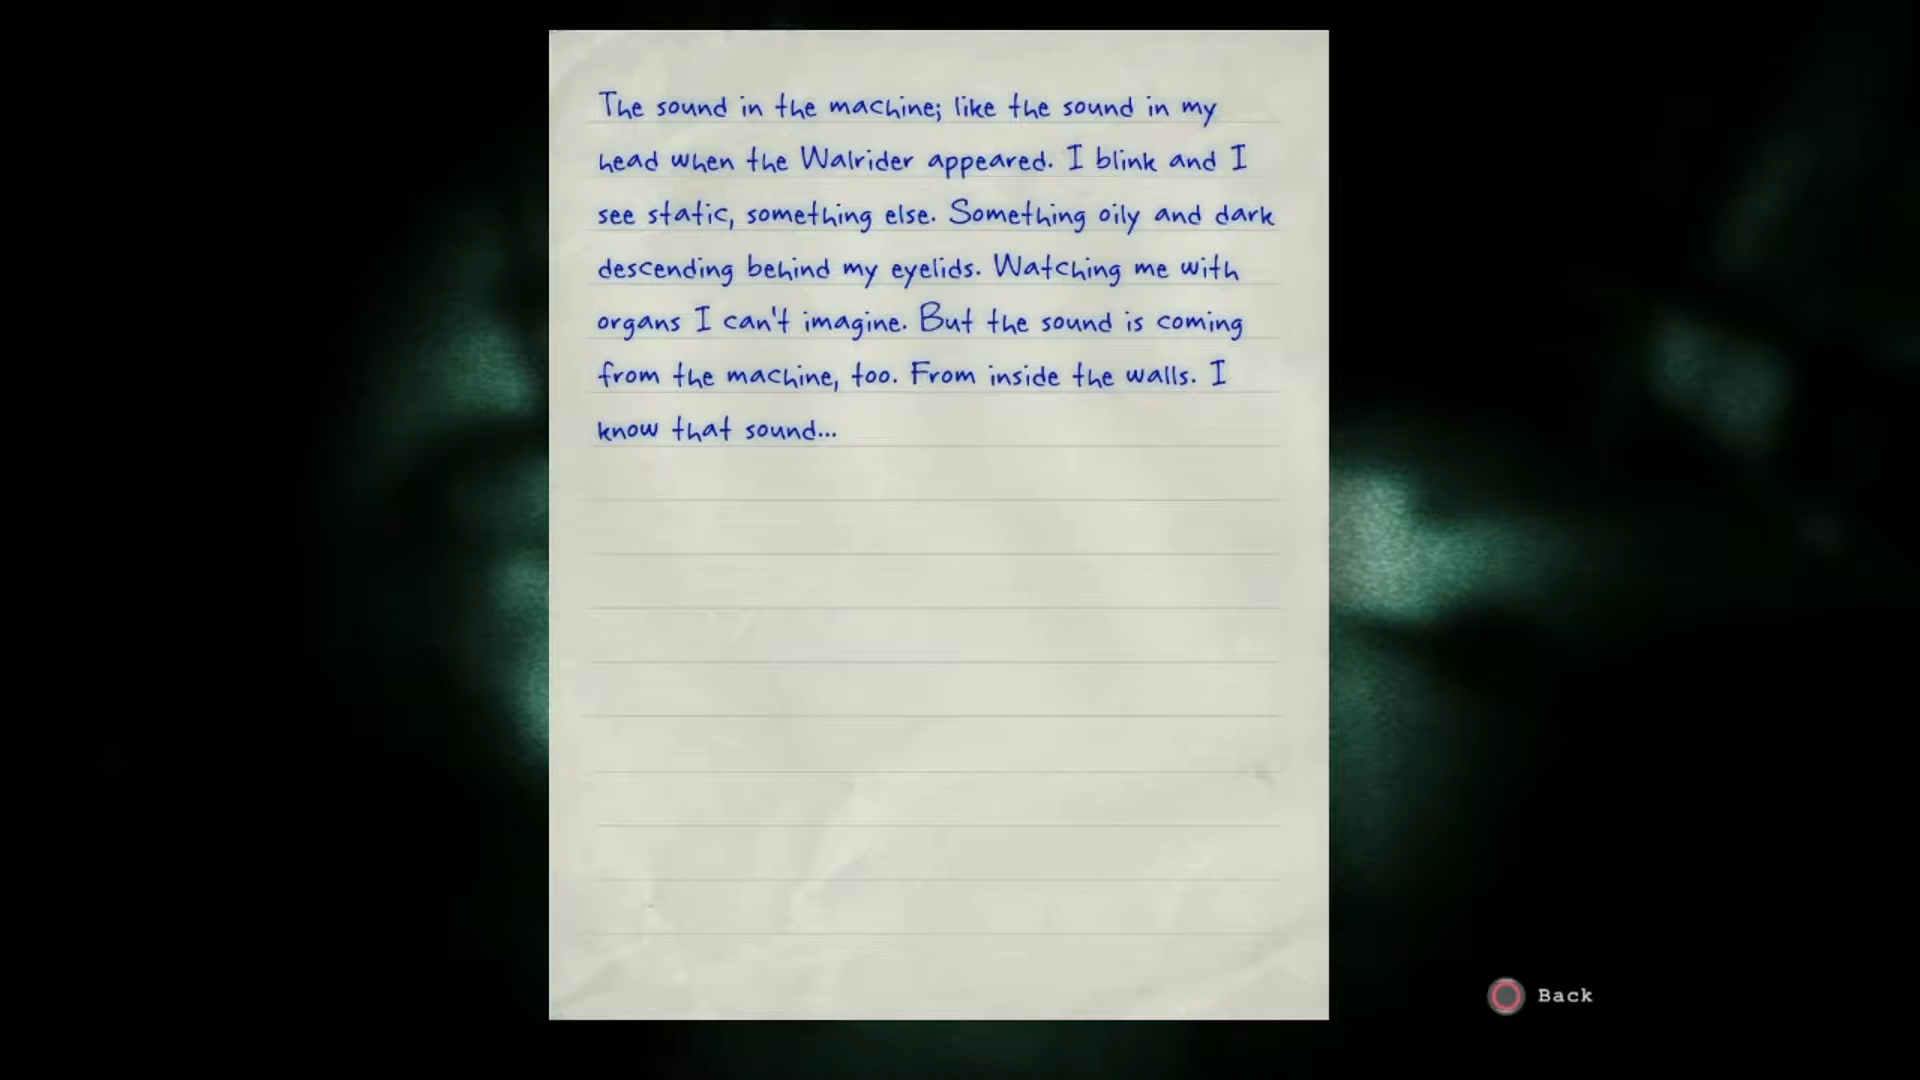 The sound in the machine; like the sound in my
head when the Walrider appeared. I blink and I
see static, something else. Something oily and dark
descending behind my eyelids. Watching me with
organs I can't imagine. But the sound is coming
from the machine, too. From inside the walls. I
know that sound...
Back